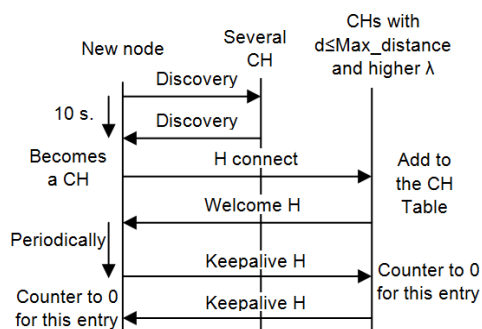 New node
Several
CH
CHs with
d≤Max_distance
and higher λ
Discovery
10 s.
Discovery
Becomes
a CH
H connect
Add to
the CH
Table
Welcome H
Periodically
Keepalive H
Counter to 0
for this entry
Counter to 0
for this entry
Keepalive H